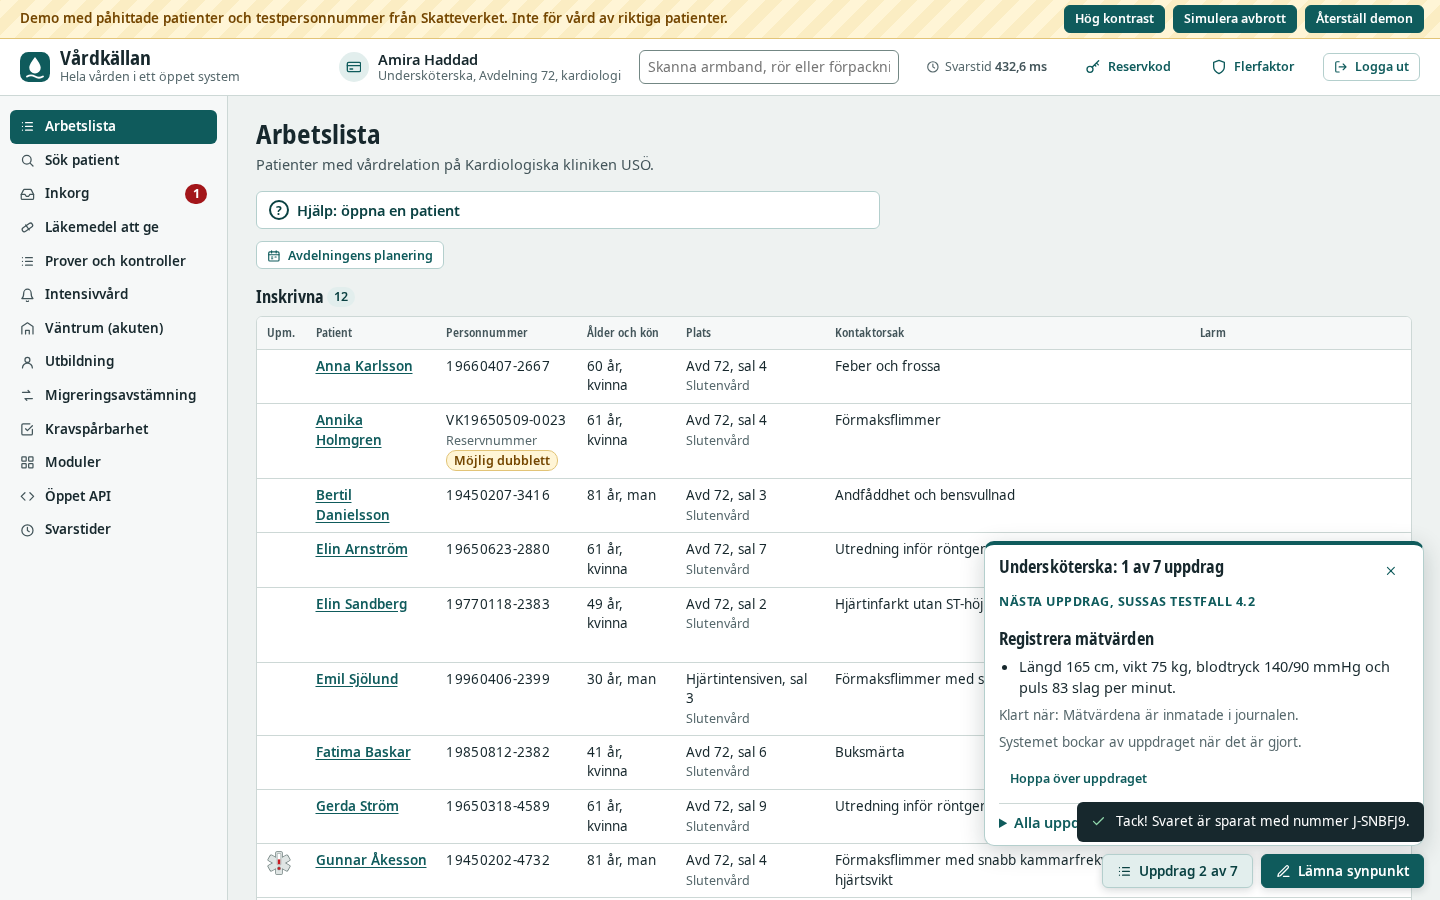 Demo med påhittade patienter och testpersonnummer från Skatteverket. Inte för vård av riktiga patienter.
Hög kontrast
Simulera avbrott
Återställ demon
Vårdkällan
Hela vården i ett öppet system
Amira Haddad
Undersköterska, Avdelning 72, kardiologi
Skanna armband, rör eller förpackni
Svarstid 432,6 ms
Reservkod
Flerfaktor
Logga ut
Arbetslista
Sök patient
Inkorg 1
Läkemedel att ge
Prover och kontroller
Intensivvård
Väntrum (akuten)
Utbildning
Migreringsavstämning
Kravspårbarhet
Moduler
Öppet API
Svarstider
Arbetslista
Patienter med vårdrelation på Kardiologiska kliniken USÖ.
? Hjälp: öppna en patient
Avdelningens planering
Inskrivna 12
Upm. Patient Personnummer Ålder och kön Plats Kontaktorsak Larm
Anna Karlsson 19660407-2667 60 år, Avd 72, sal 4 Feber och frossa
kvinna Slutenvård
Annika VK19650509-0023 61 år, Avd 72, sal 4 Förmaksflimmer
Holmgren Reservnummer kvinna Slutenvård
Möjlig dubblett
Bertil 19450207-3416 81 år, man Avd 72, sal 3 Andfåddhet och bensvullnad
Danielsson Slutenvård
Elin Arnström 19650623-2880 61 år, Avd 72, sal 7 Utredning inför röntgen
kvinna Slutenvård
Elin Sandberg 19770118-2383 49 år, Avd 72, sal 2 Hjärtinfarkt utan ST-höj
kvinna Slutenvård
Emil Sjölund 19960406-2399 30 år, man Hjärtintensiven, sal Förmaksflimmer med s
3
Slutenvård
Fatima Baskar 19850812-2382 41 år, Avd 72, sal 6 Buksmärta
kvinna Slutenvård
Gerda Ström 19650318-4589 61 år, Avd 72, sal 9 Utredning inför röntgen
kvinna Slutenvård
Gunnar Åkesson 19450202-4732 81 år, man Avd 72, sal 4 Förmaksflimmer med snabb kammarfrekv
Slutenvård hjärtsvikt
Undersköterska: 1 av 7 uppdrag
NÄSTA UPPDRAG, SUSSAS TESTFALL 4.2
Registrera mätvärden
• Längd 165 cm, vikt 75 kg, blodtryck 140/90 mmHg och
puls 83 slag per minut.
Klart när: Mätvärdena är inmatade i journalen.
Systemet bockar av uppdraget när det är gjort.
Hoppa över uppdraget
Alla uppd
Tack! Svaret är sparat med nummer J-SNBFJ9.
Uppdrag 2 av 7
Lämna synpunkt